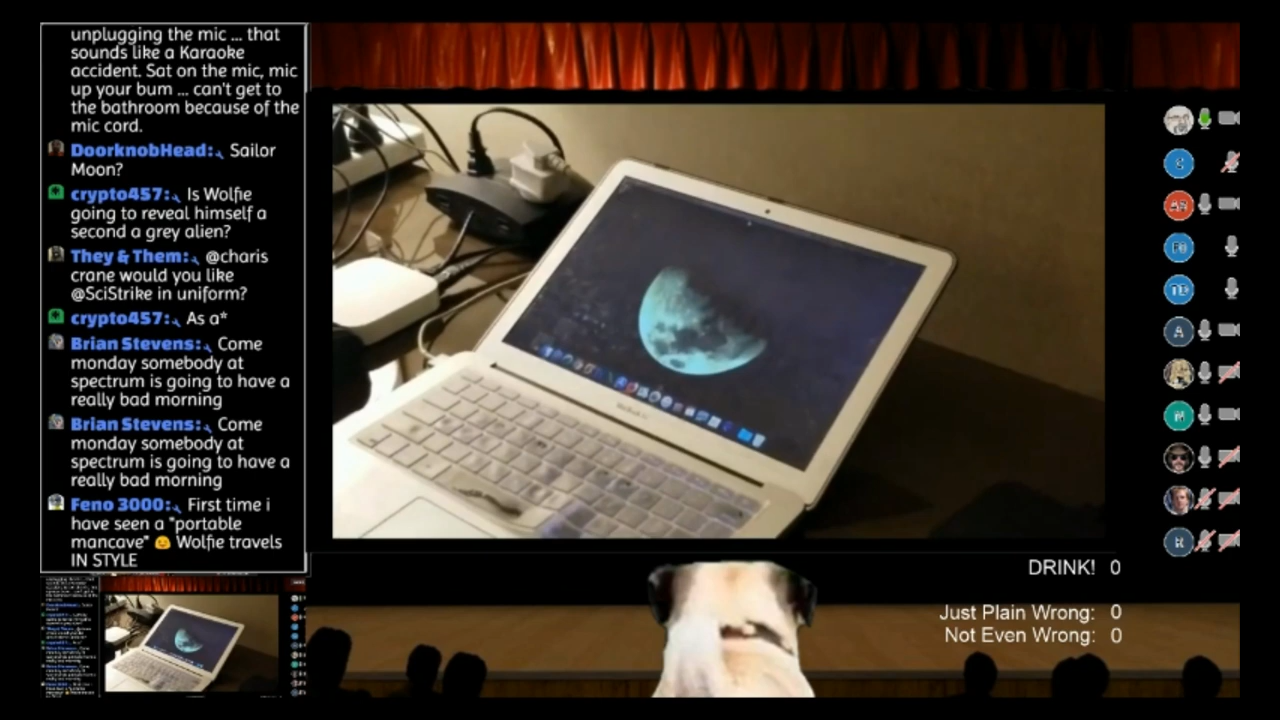 unplugging the mic ... that
sounds like a Karaoke
accident. Sat on the mic, mic
up your bum ... can't get to
the bathroom because of the
mic cord.
DoorknobHead: Sailor
Moon?
crypto457: Is Wolfie
going to reveal himself a
second a grey alien?
They & Them: @charis
crane would you like
@SciStrike in uniform?
crypto457: As a*
Brian Stevens: Come
monday somebody at
spectrum is going to have a
really bad morning
Brian Stevens: Come
monday somebody at
spectrum is going to have a
really bad morning
Feno 3000: First time i
have seen a "portable
mancave" 😐 Wolfie travels
IN STYLE
S
A
DRINK! 0
Just Plain Wrong: 0
Not Even Wrong: 0